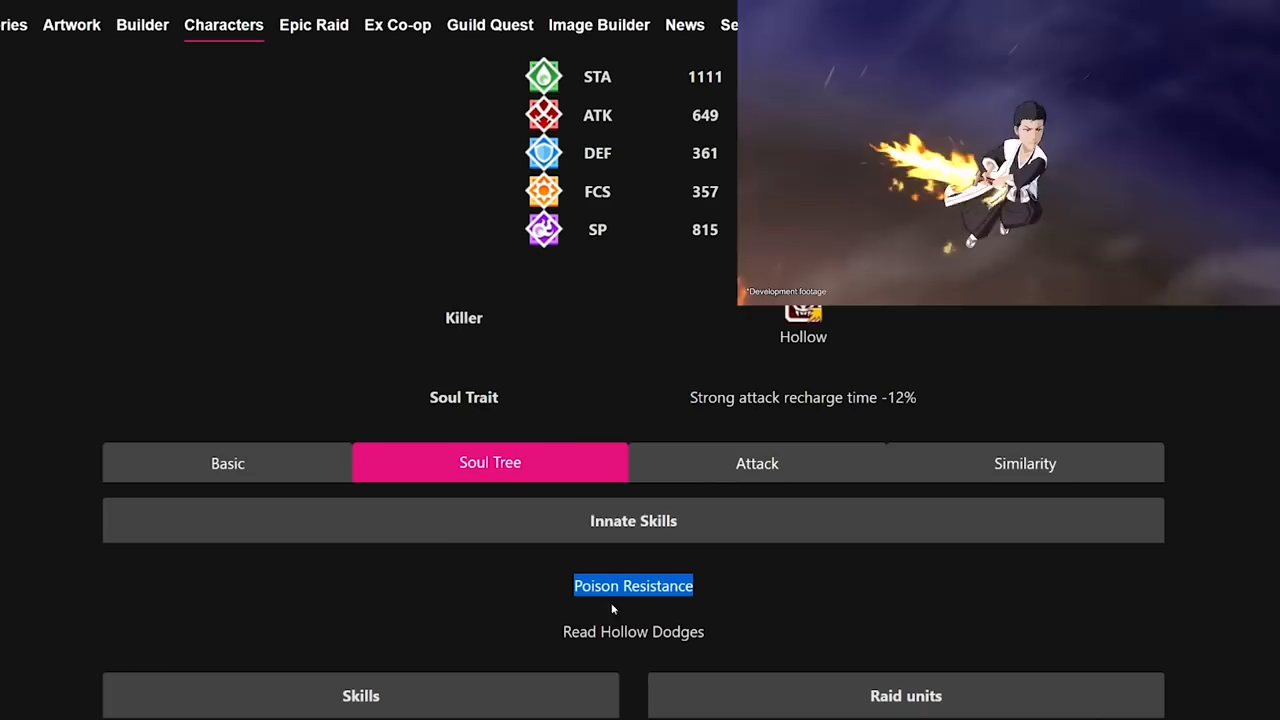 ries Artwork Builder Characters Epic Raid Ex Co-op Guild Quest Image Builder News Se
STA 1111
ATK 649
DEF 361
FCS 357
SP 815
*Development footage
Killer
Hollow
Soul Trait Strong attack recharge time -12%
Basic Soul Tree Attack Similarity
Innate Skills
Poison Resistance
Read Hollow Dodges
Skills Raid units